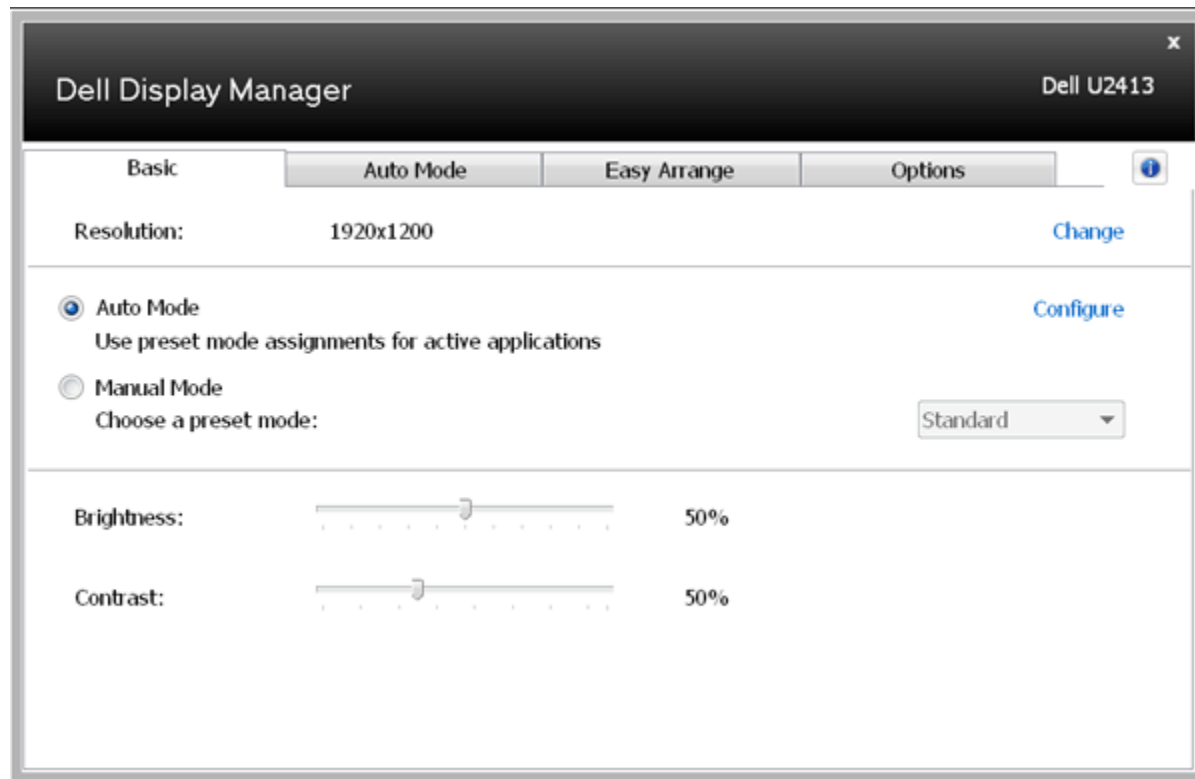 x
Dell Display Manager Dell U2413
Basic Auto Mode Easy Arrange Options
Resolution: 1920x1200 Change
Auto Mode Configure
Use preset mode assignments for active applications
Manual Mode
Choose a preset mode: Standard
Brightness: 50%
Contrast: 50%